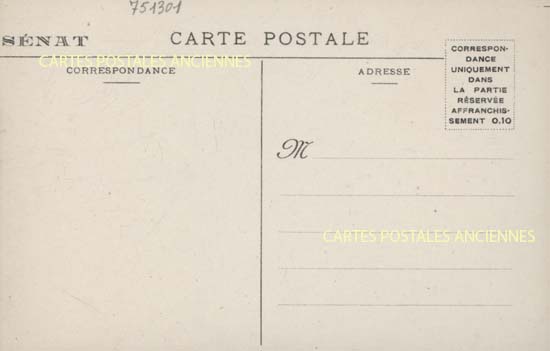 751301
SÉNAT
CARTE POSTALE
CARTES POSTALES ANCIENNES
CORRESPONDANCE
ADRESSE
CORRESPON-
DANCE
UNIQUEMENT
DANS
LA PARTIE
RÉSERVÉE
AFFRANCHIS-
SEMENT 0.10
M
CARTES POSTALES ANCIENNES